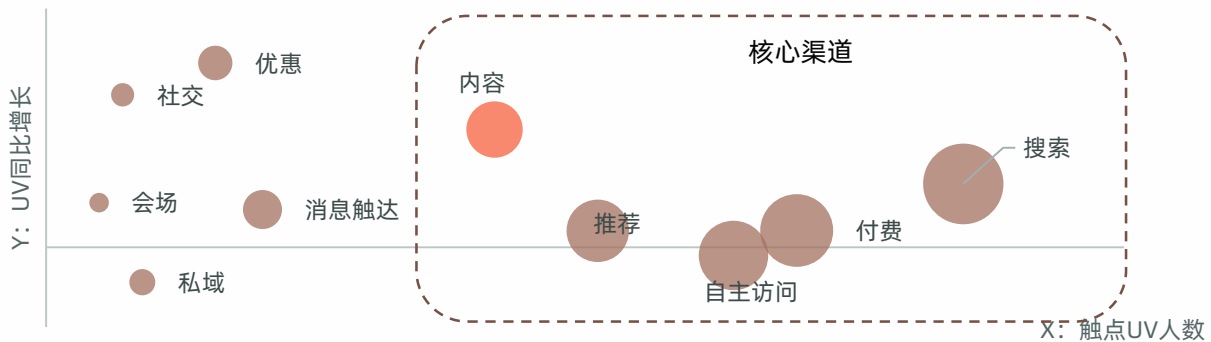 核心渠道
优惠
内容
社交
搜索
会场
消息触达
推荐
付费
私域
自主访问
Y：UV同比增长
X：触点UV人数